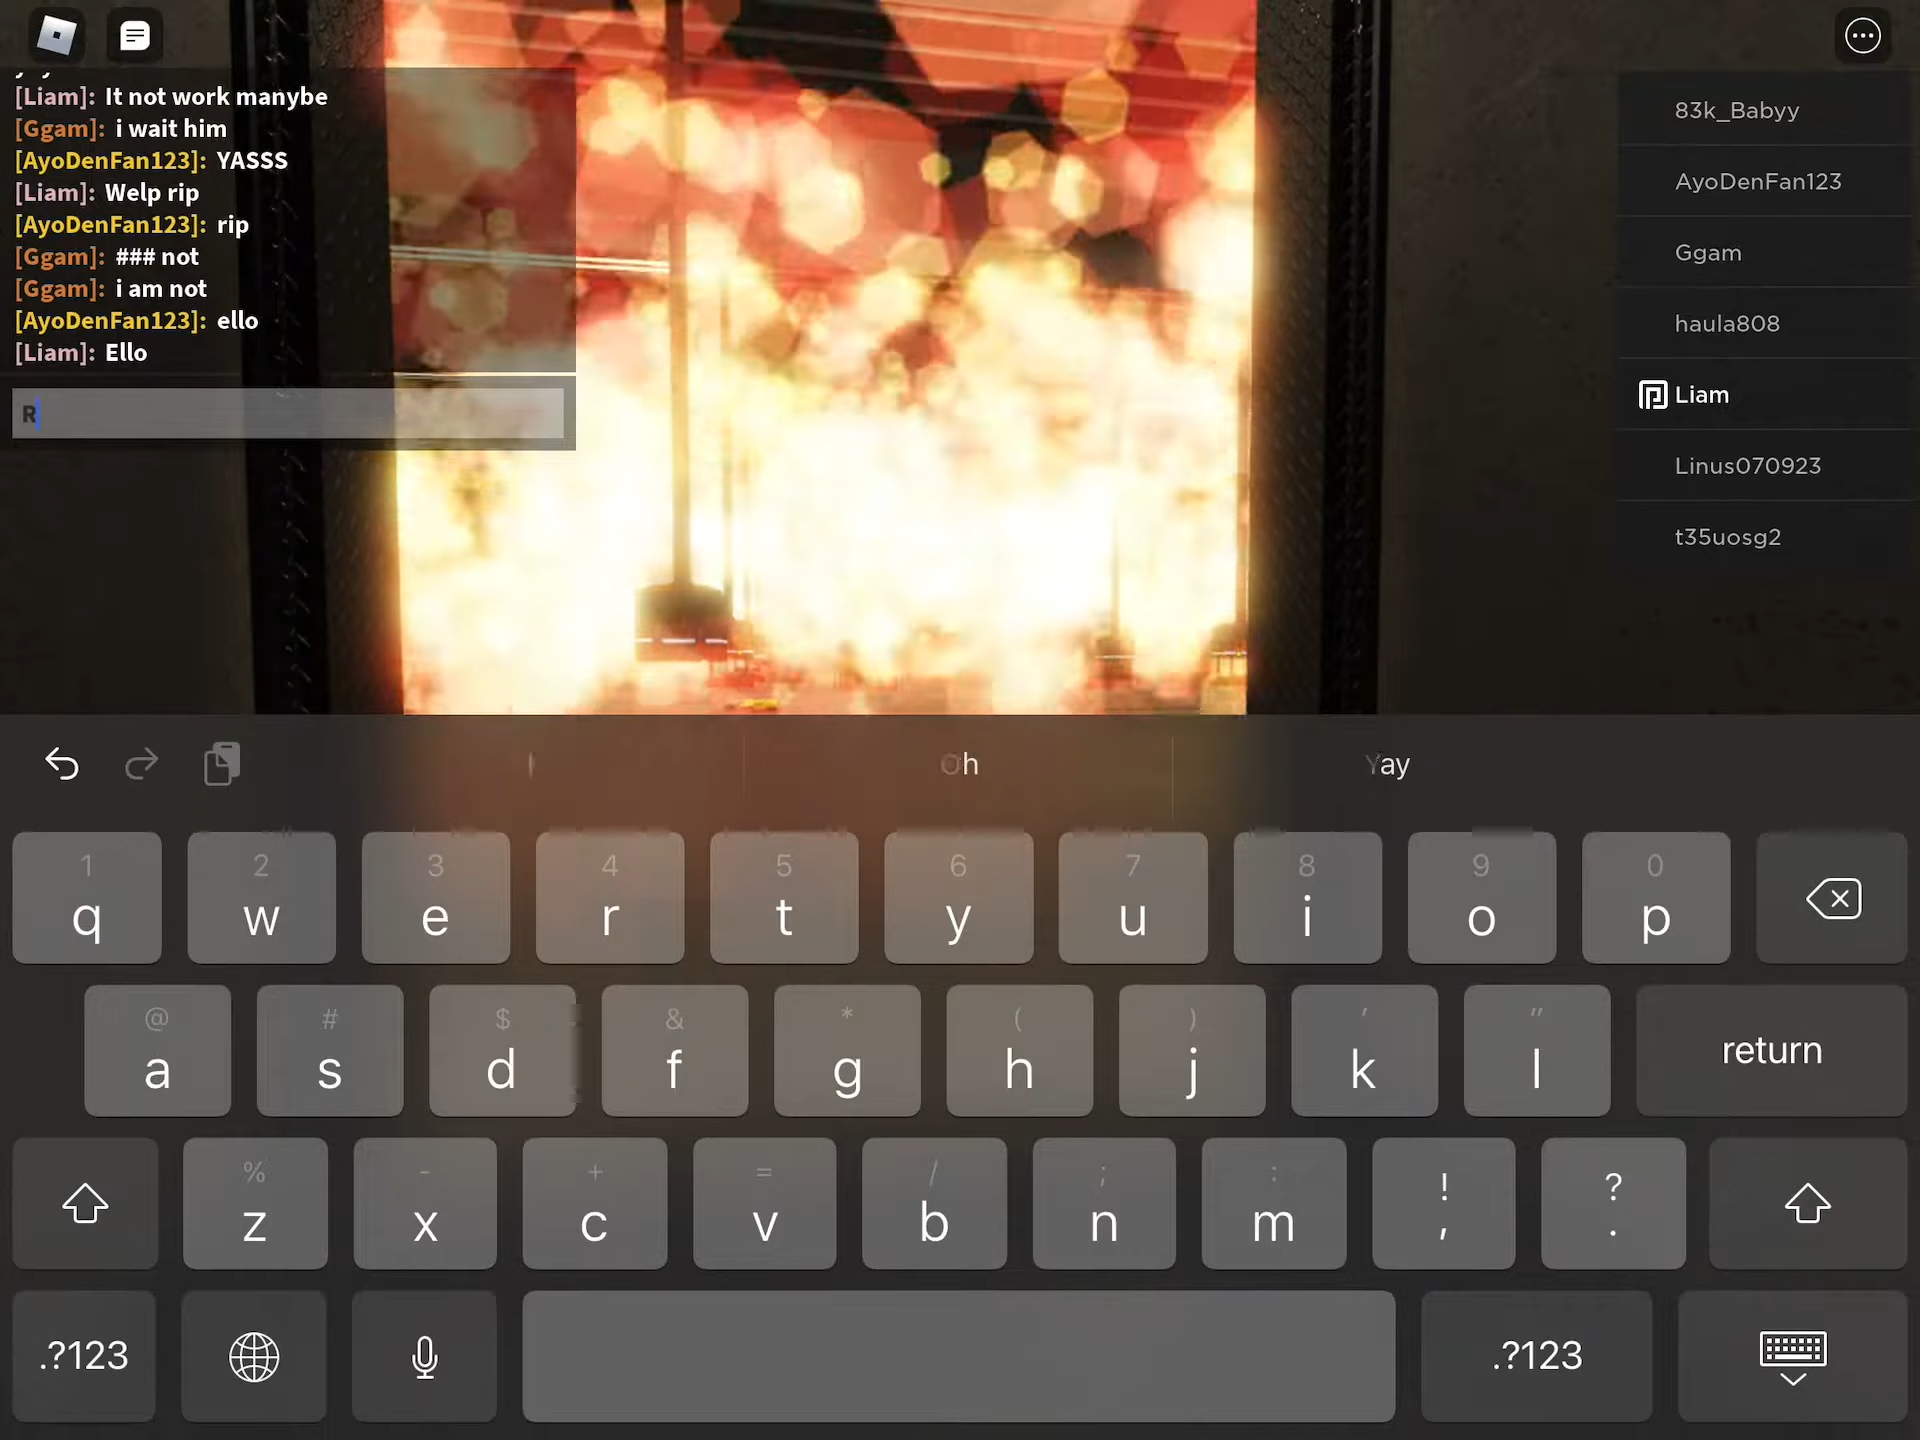 [Liam]: It not work manybe
[Ggam]: i wait him
[AyoDenFan123]: YASSS
[Liam]: Welp rip
[AyoDenFan123]: rip
[Ggam]: ### not
[Ggam]: i am not
[AyoDenFan123]: ello
[Liam]: Ello
R
83k_Babyy
AyoDenFan123
Ggam
haula808
Liam
Linus070923
t35uosg2
I Oh Yay
1 2 3 4 5 6 7 8 9 0
q w e r t y u i o p
@ # $ & * ( ) ' "
a s d f g h j k l return
% - + = / ; : ! ?
z x c v b n m , .
.?123 .?123